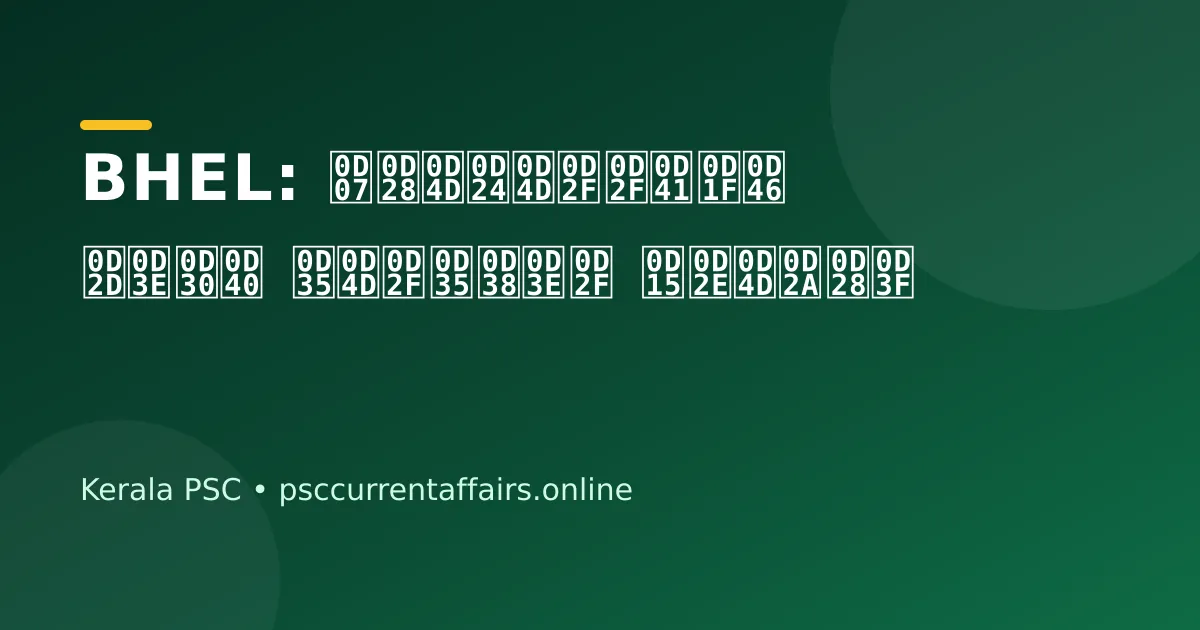 BHEL: ഇന്ത്യയുടെ
ഭാരീ വ്യവസായ കമ്പനി
Kerala PSC • psccurrentaffairs.online